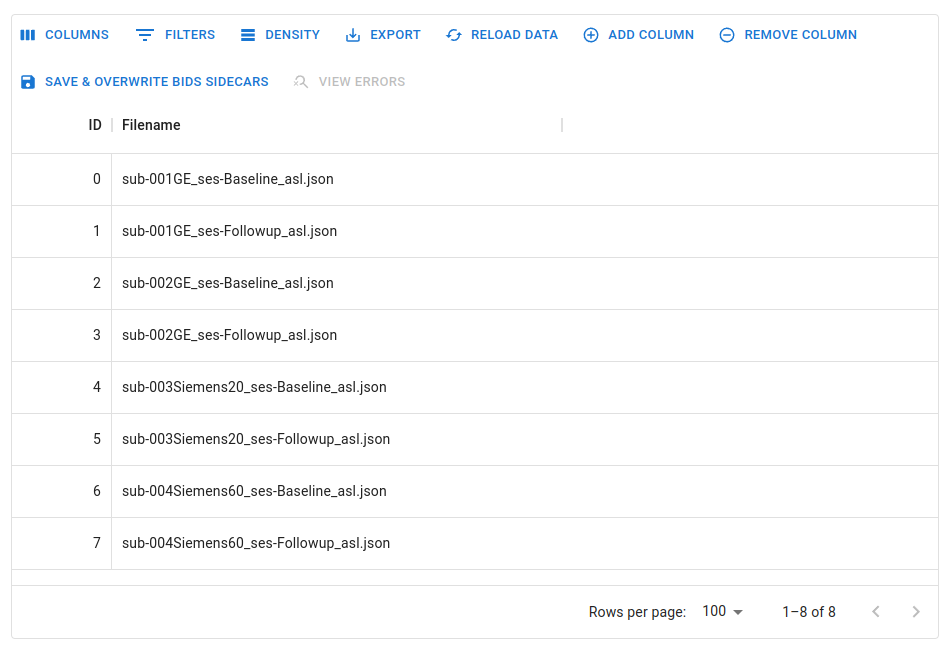 COLUMNS FILTERS DENSITY EXPORT RELOAD DATA ADD COLUMN REMOVE COLUMN
SAVE & OVERWRITE BIDS SIDECARS VIEW ERRORS
ID Filename
0 sub-001GE_ses-Baseline_asl.json
1 sub-001GE_ses-Followup_asl.json
2 sub-002GE_ses-Baseline_asl.json
3 sub-002GE_ses-Followup_asl.json
4 sub-003Siemens20_ses-Baseline_asl.json
5 sub-003Siemens20_ses-Followup_asl.json
6 sub-004Siemens60_ses-Baseline_asl.json
7 sub-004Siemens60_ses-Followup_asl.json
Rows per page: 100 1–8 of 8